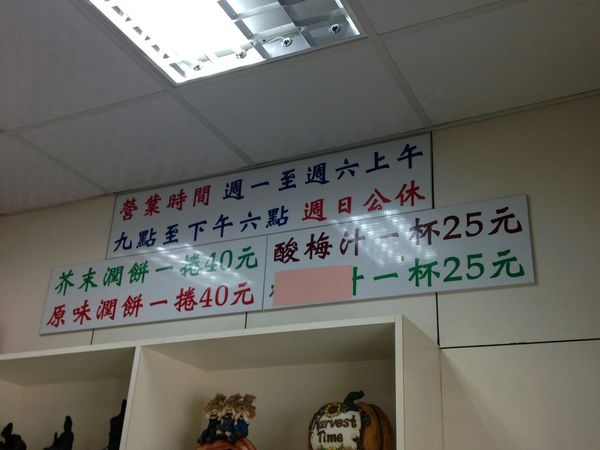 營業時間 週一至週六上午
九點至下午六點 週日公休
芥末潤餅一捲40元
原味潤餅一捲40元
酸梅汁一杯25元
汁一杯25元
Harvest
Time